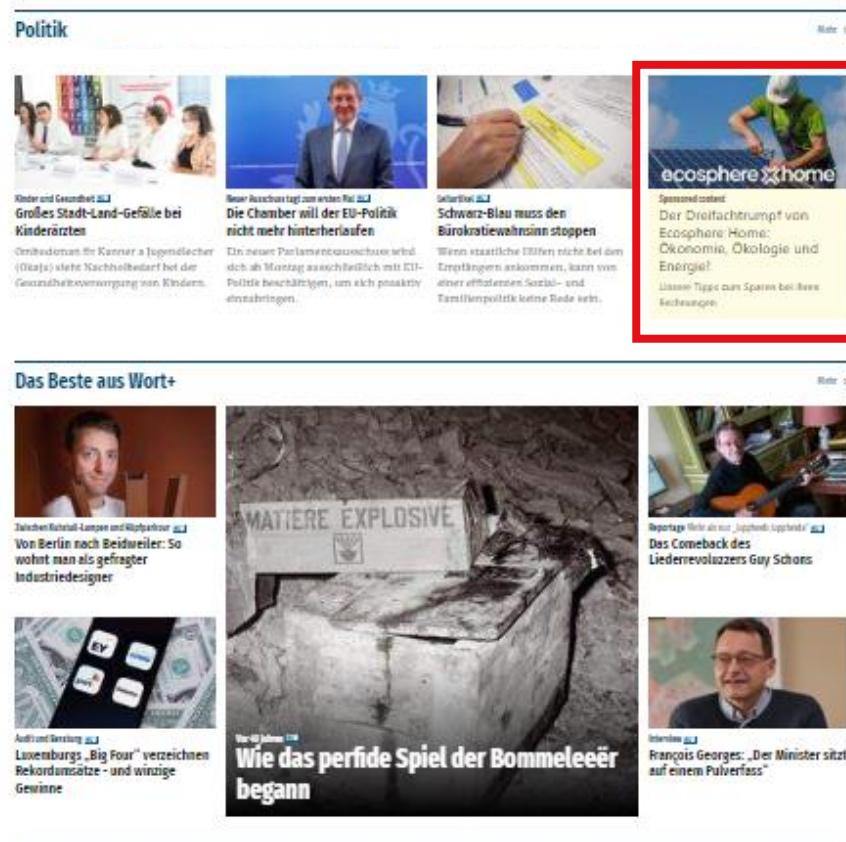 Politik
Mehr
Kinder und Gesundheit
Großes Stadt-Land-Gefälle bei
Kinderärzten
Ombudsman fir Kanner a Jugendlecher
(Okaju) sieht Nachholbedarf bei der
Gesundheitsversorgung von Kindern.
Neuer Ausschuss tagt zum ersten Mal
Die Chamber will der EU-Politik
nicht mehr hinterherlaufen
Ein neuer Parlamentsausschuss wird
sich ab Montag ausschließlich mit EU-
Politik beschäftigen, um sich proaktiv
einzubringen.
Leitartikel
Schwarz-Blau muss den
Bürokratiewahnsinn stoppen
Wenn staatliche Hilfen nicht bei den
Empfängern ankommen, kann von
einer effizienten Sozial- und
Familienpolitik keine Rede sein.
ecosphere home
Sponsored content
Der Dreifachtrumpf von
Ecosphere Home:
Ökonomie, Ökologie und
Energie!
Unsere Tipps zum Sparen bei Ihren
Rechnungen
Das Beste aus Wort+
Mehr
Zwischen Kuhstall-Lampen und Hüpfparkour
Von Berlin nach Beidweiler: So
wohnt man als gefragter
Industriedesigner
MATIERE EXPLOSIVE
Vor 40 Jahren
Wie das perfide Spiel der Bommeleeër
begann
Reportage Mehr als nur
Das Comeback des
Liederrevoluzzers Guy Schons
EY
pwc
Audit und Beratung
Luxemburgs „Big Four" verzeichnen
Rekordumsätze - und winzige
Gewinne
Interview
François Georges: „Der Minister sitzt
auf einem Pulverfass"